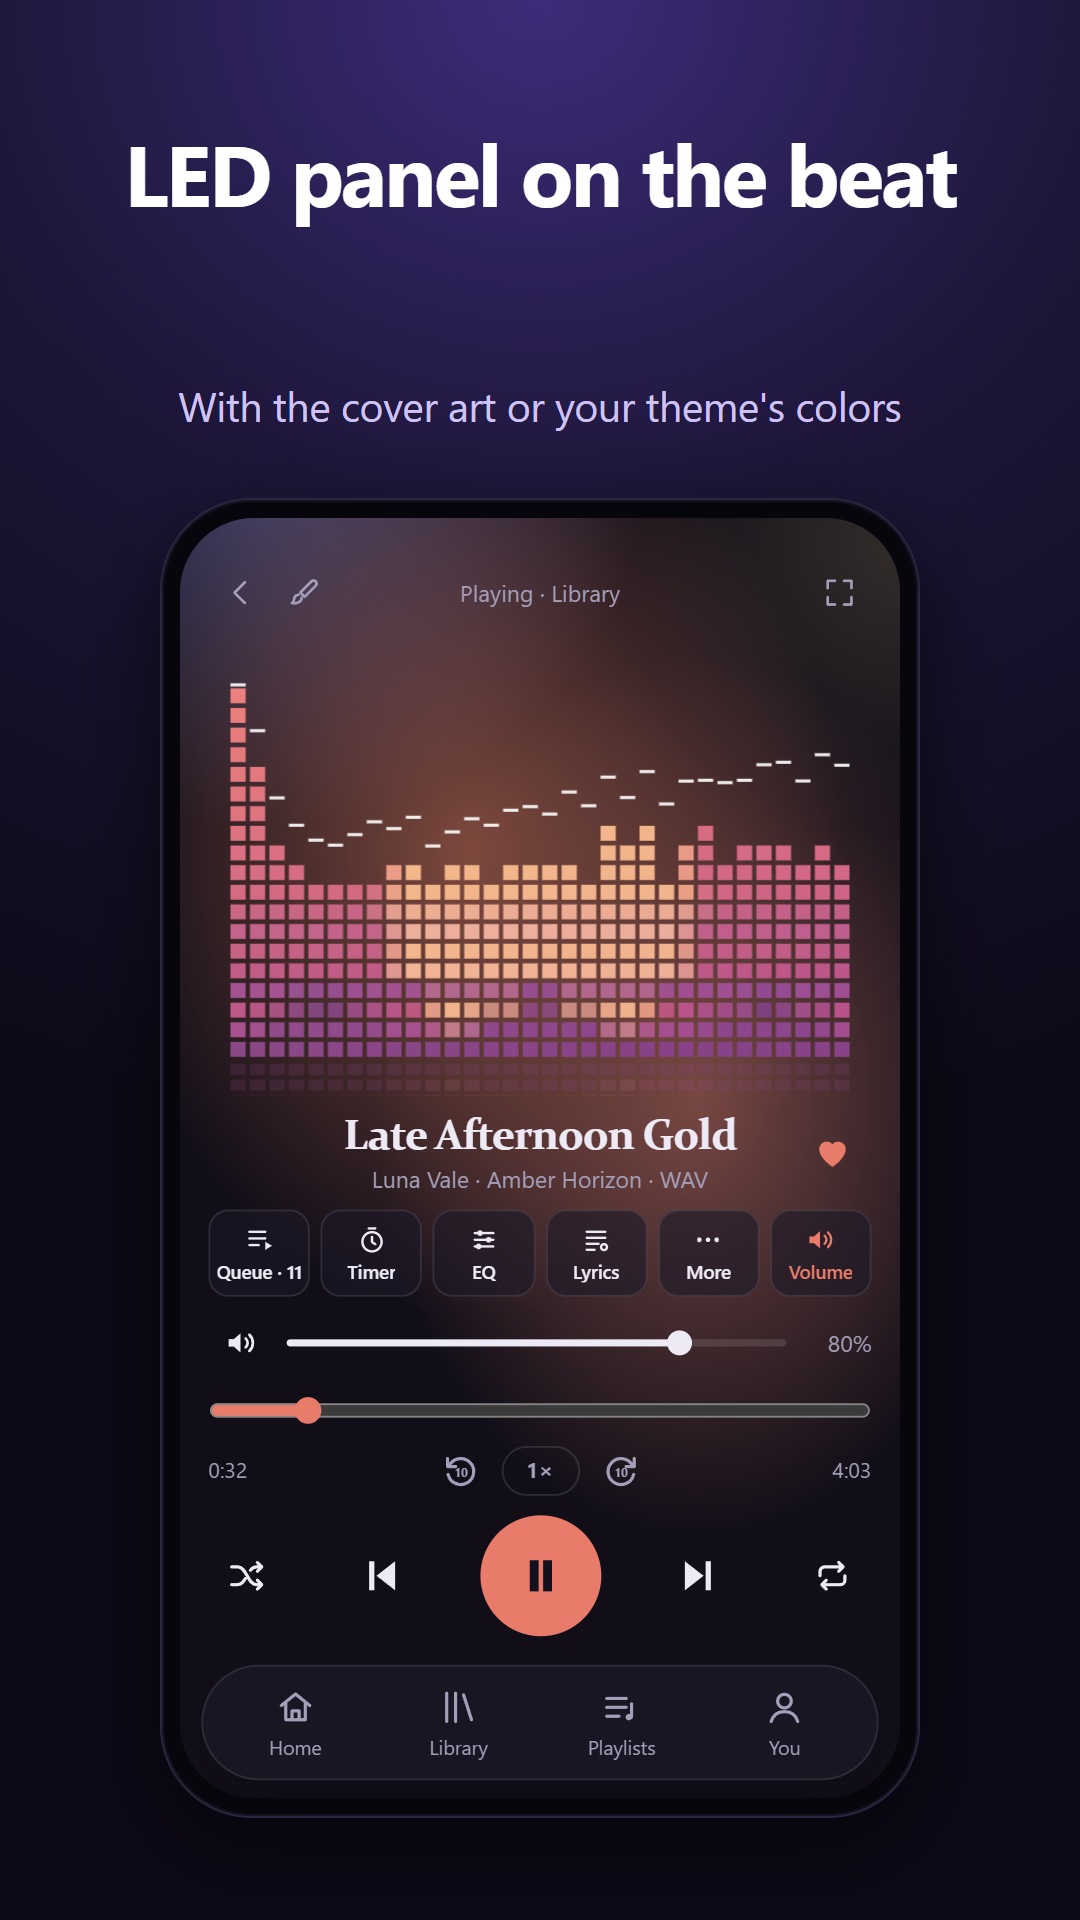 LED panel on the beat
With the cover art or your theme's colors
Playing · Library
Late Afternoon Gold
Luna Vale · Amber Horizon · WAV
Queue · 11
Timer
EQ
Lyrics
More
Volume
80%
0:32
10
1×
10
4:03
Home
Library
Playlists
You